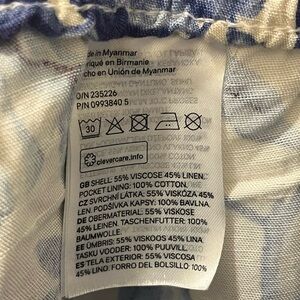 de in Myanmar
iqué en Birmanie
cho en Unión de Myanmar
O/N 235226
P/N 0993840 5
30
clevercare.info
GB SHELL: 55% VISCOSE 45% LINEN.
POCKET LINING: 100% COTTON.
CZ SVRCHNÍ LÁTKA: 55% VISKÓZA 45%
LEN. PODŠÍVKA KAPSY: 100% BAVLNA
DE OBERMATERIAL: 55% VISKOSE
45% LEINEN. TASCHENFUTTER: 100%
BAUMWOLLE.
EE ÜMBRIS: 55% VISKOOS 45% LINA.
TASKU VOODER: 100% PUUVILL.
ES TELA EXTERIOR: 55% VISCOSA
45% LINO. FORRO DEL BOLSILLO: 100%